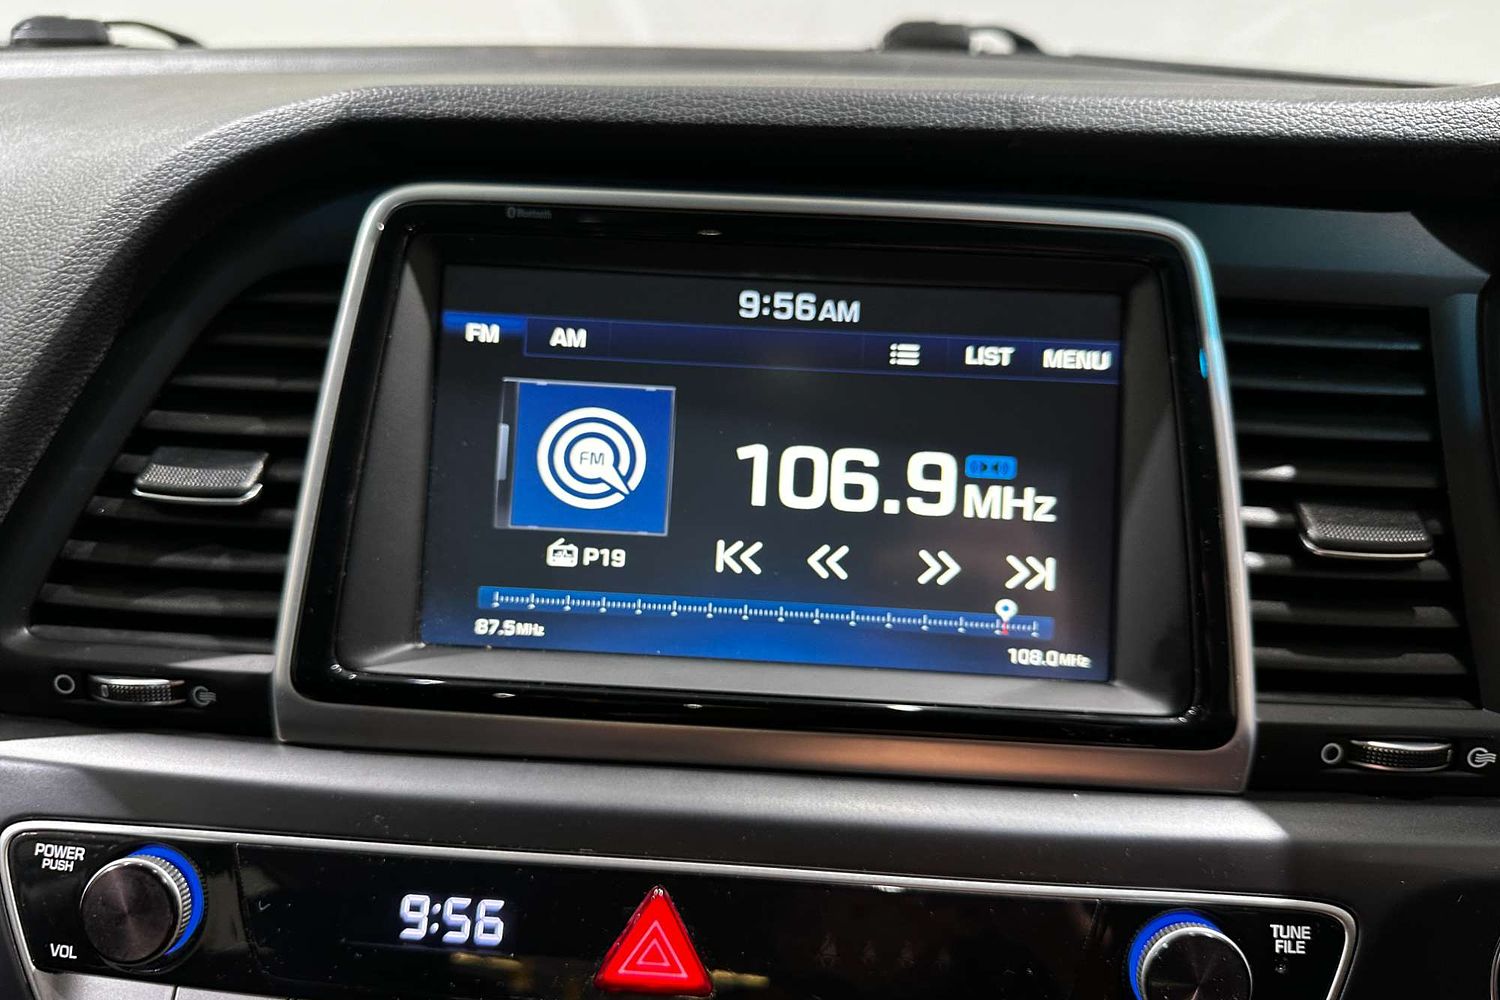 Bluetooth
9:56AM
FM AM LIST MENU
FM
106.9 MHz
P19
87.5MHz
108.0MHz
POWER
PUSH
VOL
9:56
TUNE
FILE